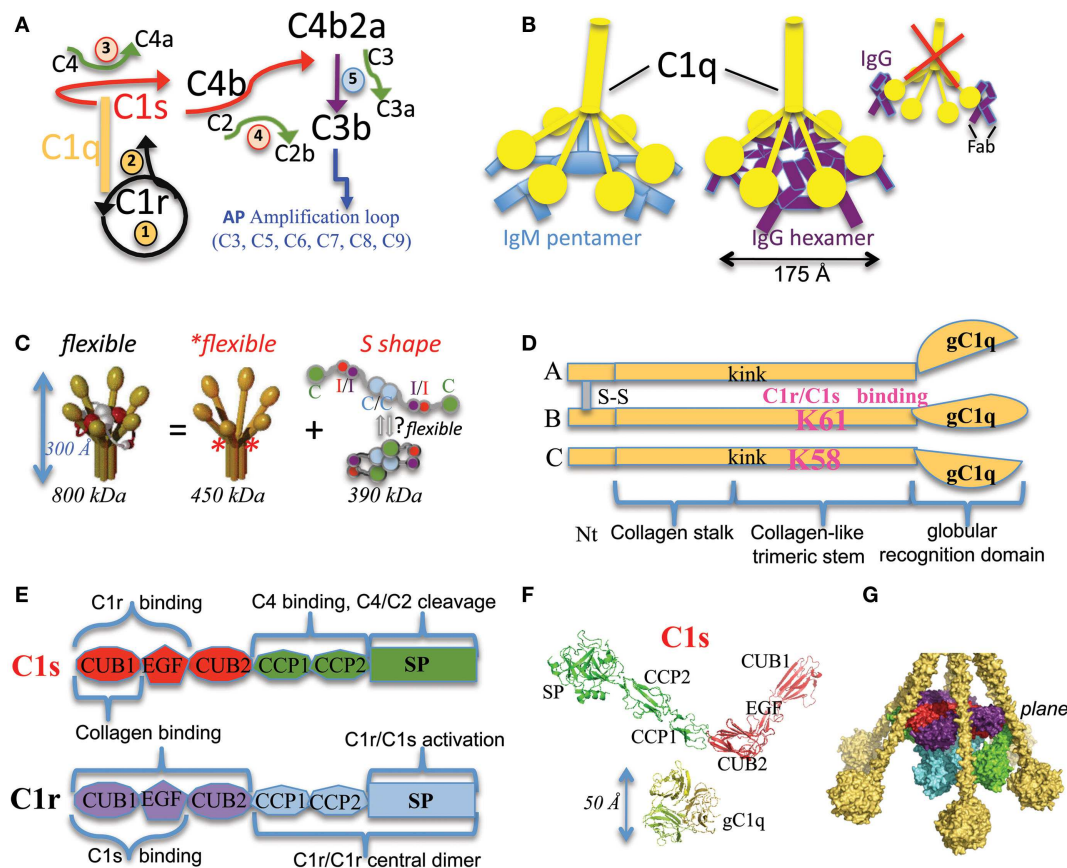 A
C4
3
C4a
C1s
C4b
C4b2a
C3
5
C3a
C3b
C2
4
C2b
C1q
2
C1r
1
AP Amplification loop
(C3, C5, C6, C7, C8, C9)
B
C1q
IgG
Fab
IgM pentamer
IgG hexamer
175 Å
C
flexible
*flexible
S shape
300 Å
=
* *
+
C
I/I
C/C
I/I
C
? flexible
800 kDa
450 kDa
390 kDa
D
A
kink
gC1q
S-S
C1r/C1s binding
B
K61
gC1q
C
kink
K58
gC1q
Nt
Collagen stalk
Collagen-like
trimeric stem
globular
recognition domain
E
C1r binding
C4 binding, C4/C2 cleavage
C1s
CUB1
EGF
CUB2
CCP1
CCP2
SP
Collagen binding
C1r/C1s activation
C1r
CUB1
EGF
CUB2
CCP1
CCP2
SP
C1s binding
C1r/C1r central dimer
F
C1s
SP
CCP2
CCP1
CUB1
EGF
CUB2
50 Å
gC1q
G
plane